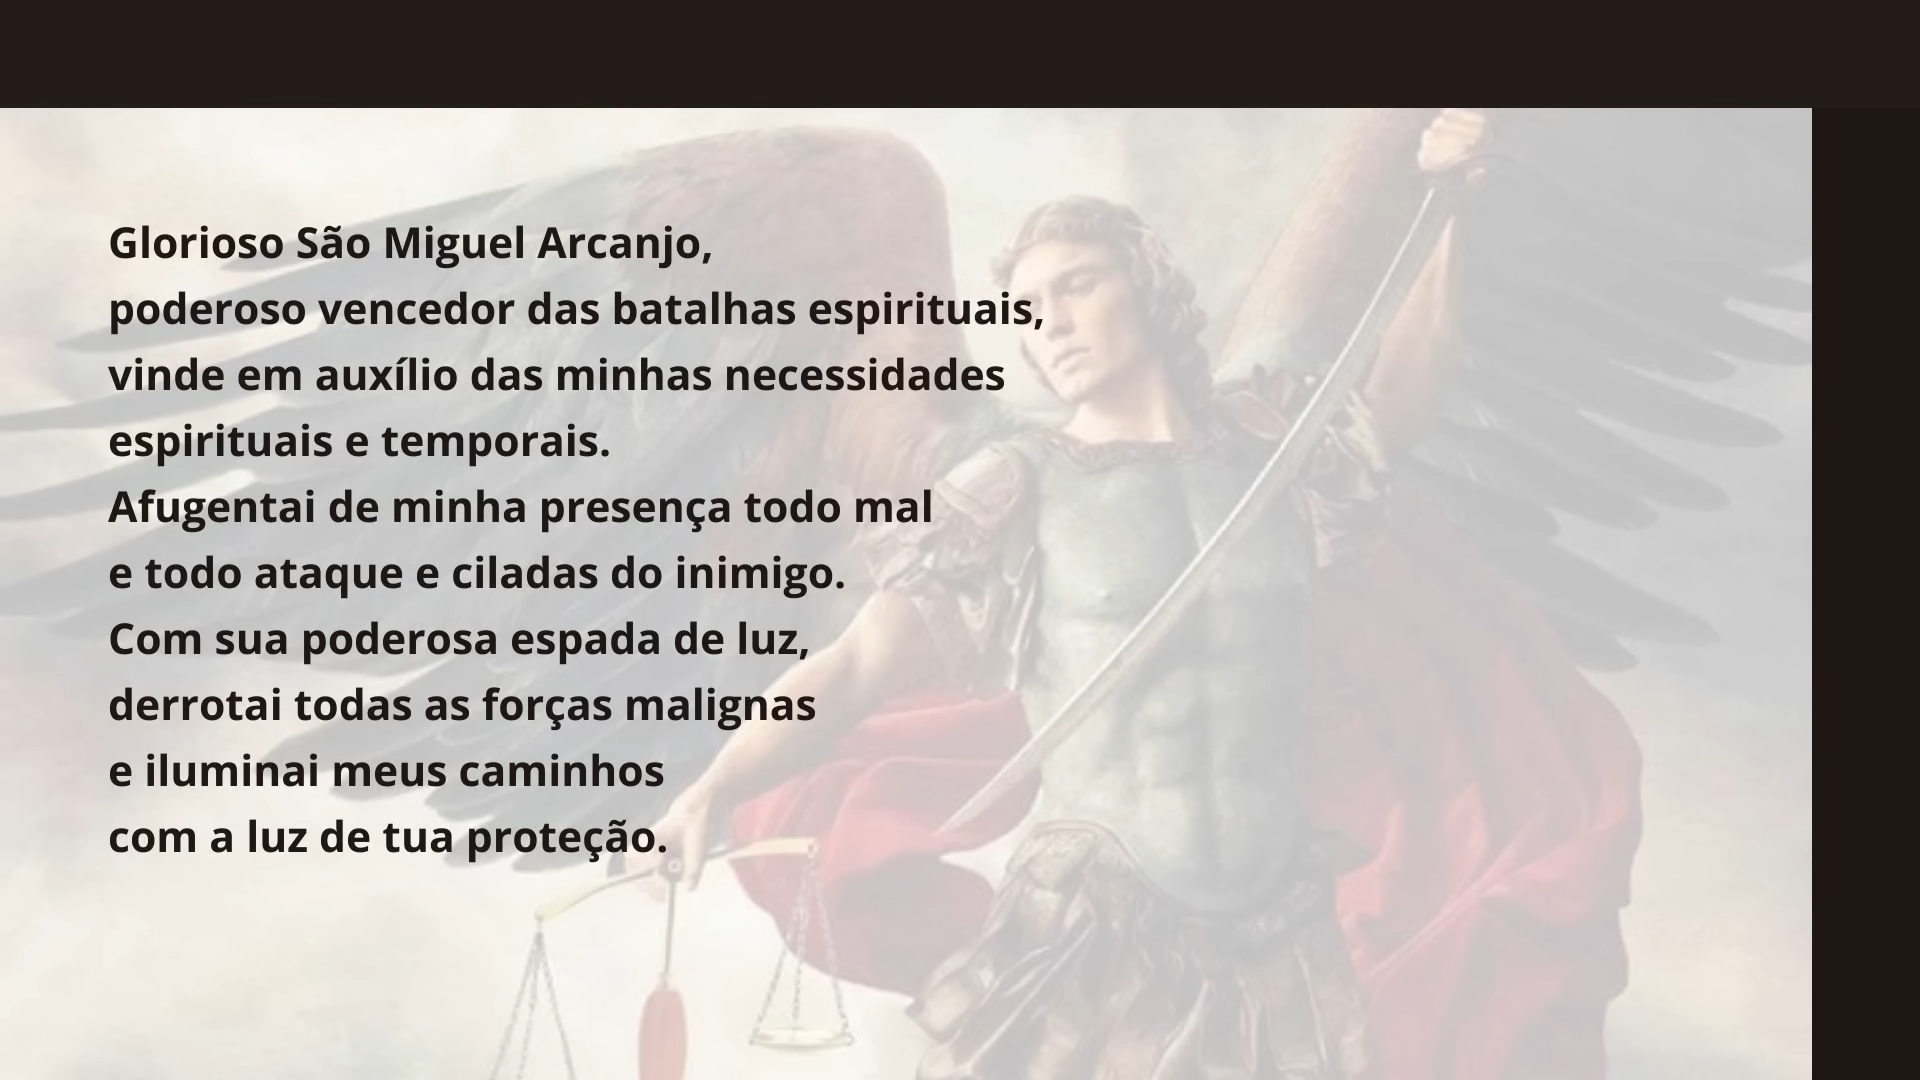 Glorioso São Miguel Arcanjo,
poderoso vencedor das batalhas espirituais,
vinde em auxílio das minhas necessidades
espirituais e temporais.
Afugentai de minha presença todo mal
e todo ataque e ciladas do inimigo.
Com sua poderosa espada de luz,
derrotai todas as forças malignas
e iluminai meus caminhos
com a luz de tua proteção.